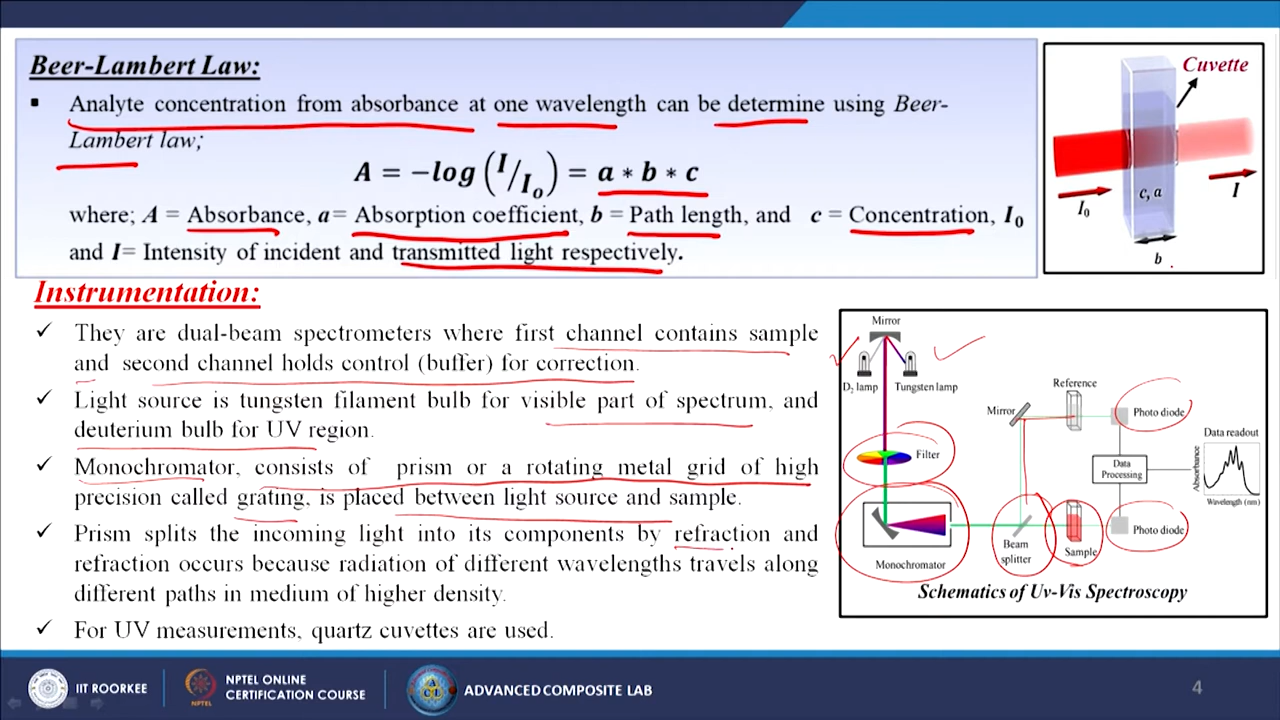 Beer-Lambert Law:
▪ Analyte concentration from absorbance at one wavelength can be determine using Beer-
Lambert law;
A = −log (I/Io) = a * b * c
where; A = Absorbance, a= Absorption coefficient, b = Path length, and c = Concentration, I0
and I= Intensity of incident and transmitted light respectively.
Cuvette
c, a
I0
I
b
Instrumentation:
✓ They are dual-beam spectrometers where first channel contains sample
and second channel holds control (buffer) for correction.
✓ Light source is tungsten filament bulb for visible part of spectrum, and
deuterium bulb for UV region.
✓ Monochromator, consists of prism or a rotating metal grid of high
precision called grating, is placed between light source and sample.
✓ Prism splits the incoming light into its components by refraction and
refraction occurs because radiation of different wavelengths travels along
different paths in medium of higher density.
✓ For UV measurements, quartz cuvettes are used.
Mirror
D2 lamp
Tungsten lamp
Filter
Monochromator
Mirror
Reference
Photo diode
Data
Processing
Beam
splitter
Sample
Photo diode
Data readout
Absorbance
Wavelength (nm)
Schematics of Uv-Vis Spectroscopy
IIT ROORKEE
NPTEL
NPTEL ONLINE
CERTIFICATION COURSE
ADVANCED COMPOSITE LAB
4